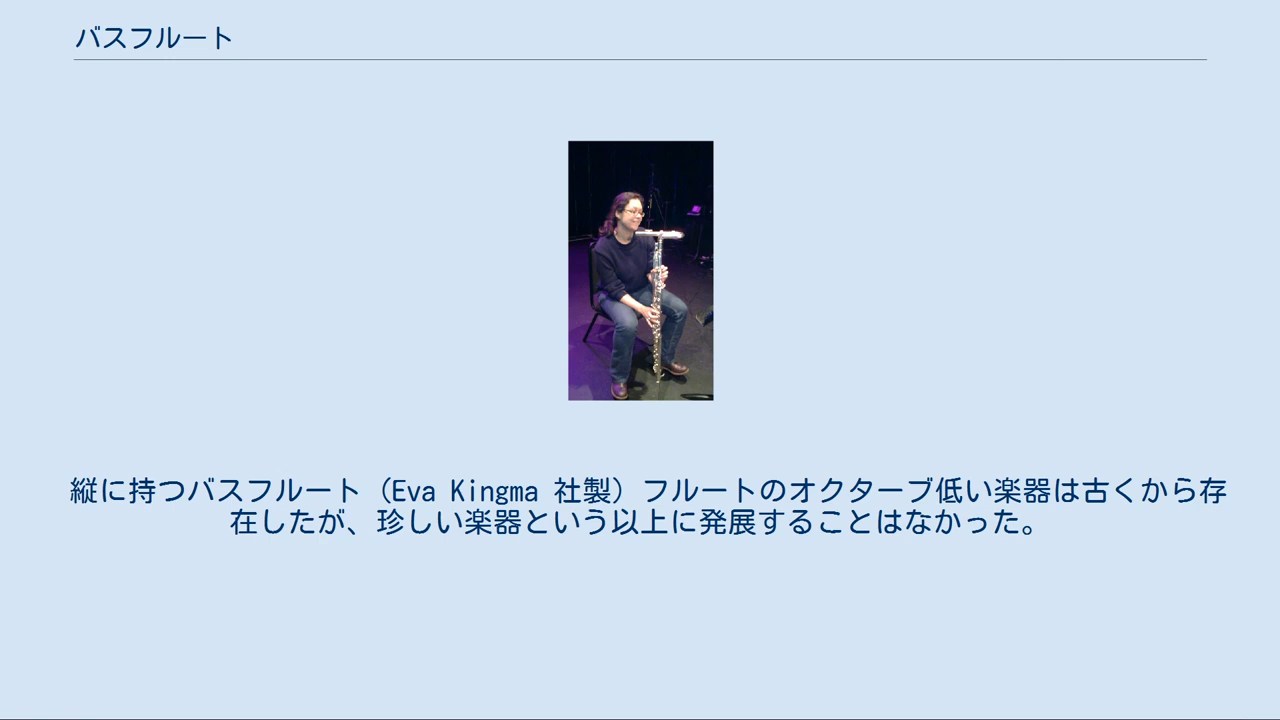 バスフルート
縦に持つバスフルート（Eva Kingma 社製）フルートのオクターブ低い楽器は古くから存
在したが、珍しい楽器という以上に発展することはなかった。